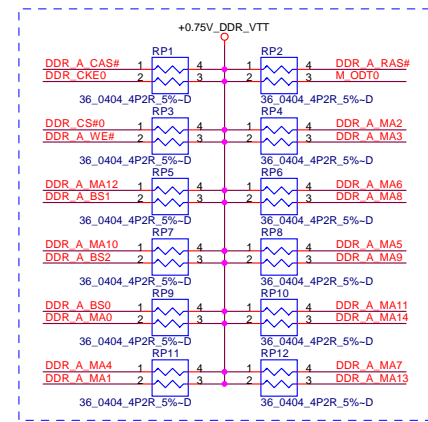 +0.75V_DDR_VTT
RP1 RP2
DDR_A_CAS# 1 4 1 4 DDR_A_RAS#
DDR_CKE0 2 3 2 3 M_ODT0
36_0404_4P2R_5%~D 36_0404_4P2R_5%~D
RP3 RP4
DDR_CS#0 1 4 1 4 DDR_A_MA2
DDR_A_WE# 2 3 2 3 DDR_A_MA3
36_0404_4P2R_5%~D 36_0404_4P2R_5%~D
RP5 RP6
DDR_A_MA12 1 4 1 4 DDR_A_MA6
DDR_A_BS1 2 3 2 3 DDR_A_MA8
36_0404_4P2R_5%~D 36_0404_4P2R_5%~D
RP7 RP8
DDR_A_MA10 1 4 1 4 DDR_A_MA5
DDR_A_BS2 2 3 2 3 DDR_A_MA9
36_0404_4P2R_5%~D 36_0404_4P2R_5%~D
RP9 RP10
DDR_A_BS0 1 4 1 4 DDR_A_MA11
DDR_A_MA0 2 3 2 3 DDR_A_MA14
36_0404_4P2R_5%~D 36_0404_4P2R_5%~D
RP11 RP12
DDR_A_MA4 1 4 1 4 DDR_A_MA7
DDR_A_MA1 2 3 2 3 DDR_A_MA13
36_0404_4P2R_5%~D 36_0404_4P2R_5%~D